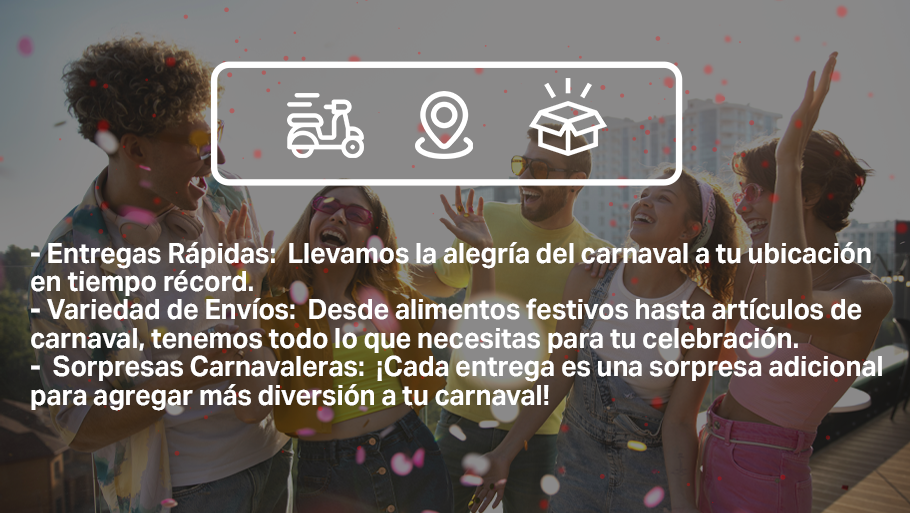 - Entregas Rápidas: Llevamos la alegría del carnaval a tu ubicación
en tiempo récord.
- Variedad de Envíos: Desde alimentos festivos hasta artículos de
carnaval, tenemos todo lo que necesitas para tu celebración.
- Sorpresas Carnavaleras: ¡Cada entrega es una sorpresa adicional
para agregar más diversión a tu carnaval!